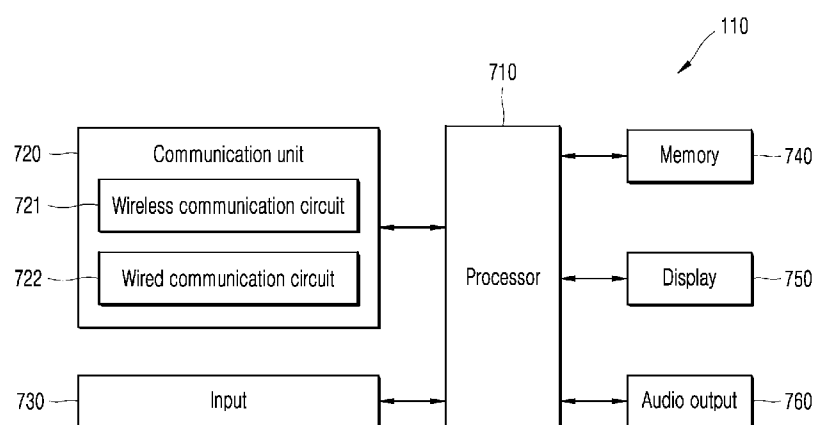 110
710
720
Communication unit
Memory
740
721
Wireless communication circuit
722
Wired communication circuit
Processor
Display
750
730
Input
Audio output
760